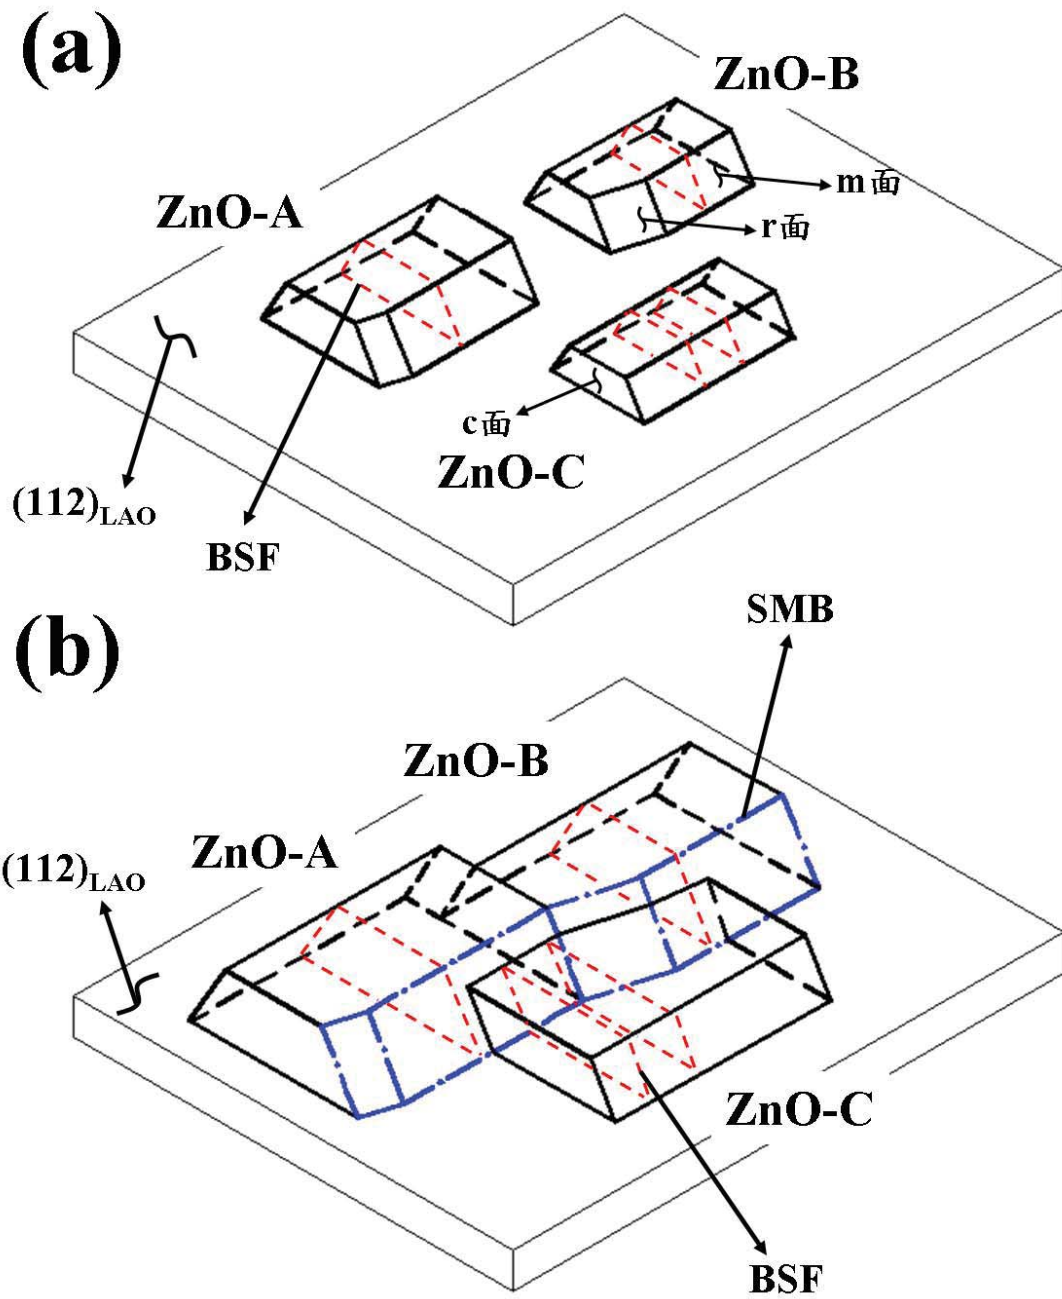 (a)
ZnO-B
ZnO-A
m面
r面
c面
ZnO-C
(112)LAO
BSF
(b)
SMB
ZnO-B
ZnO-A
(112)LAO
ZnO-C
BSF